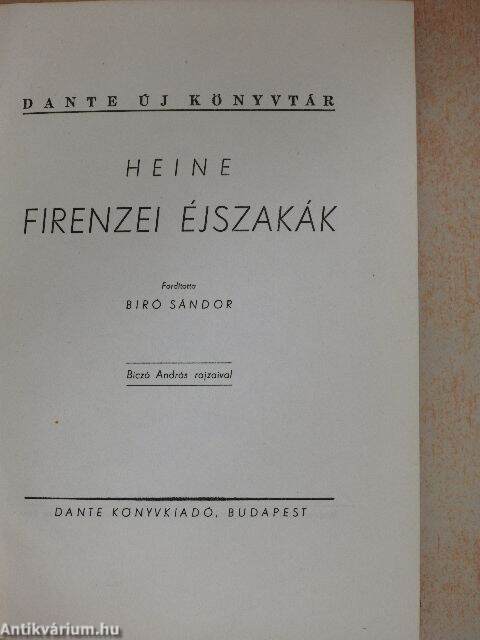 DANTE ÚJ KÖNYVTÁR
HEINE
FIRENZEI ÉJSZAKÁK
Fordította
BIRÓ SÁNDOR
Biczó András rajzaival
DANTE KÖNYVKIADÓ, BUDAPEST
Antikvárium.hu